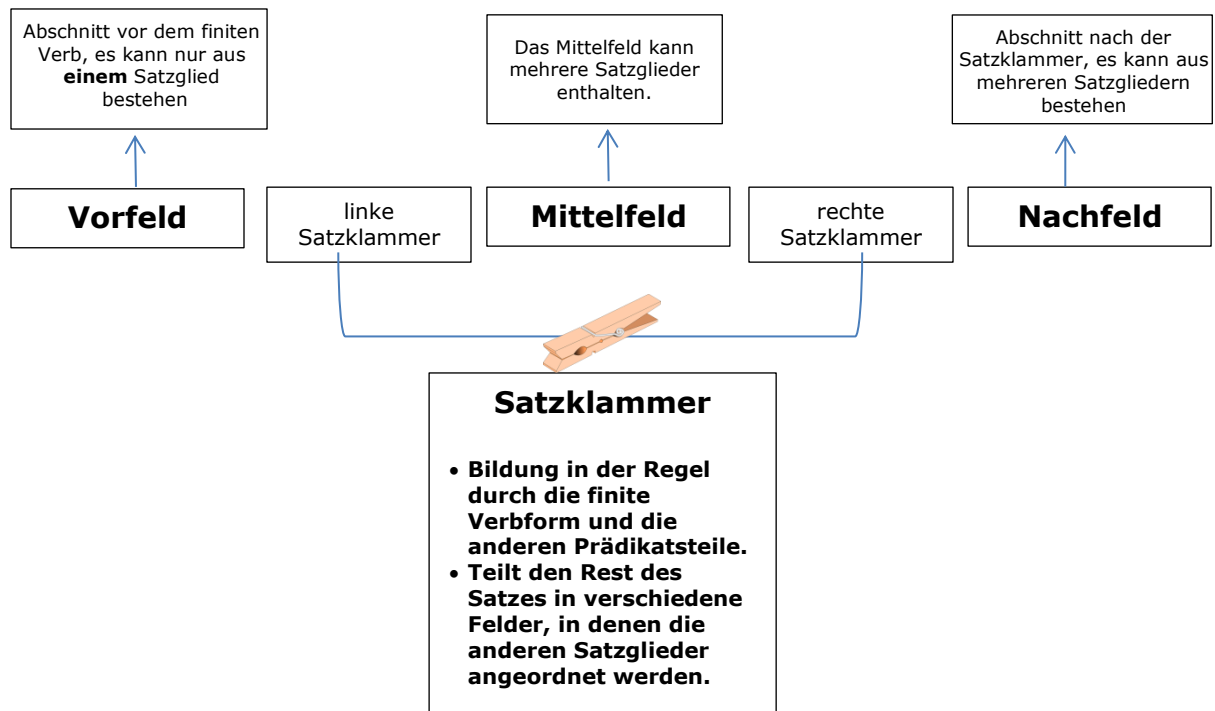 Abschnitt vor dem finiten
Verb, es kann nur aus
einem Satzglied
bestehen
Das Mittelfeld kann
mehrere Satzglieder
enthalten.
Abschnitt nach der
Satzklammer, es kann aus
mehreren Satzgliedern
bestehen
Vorfeld
linke
Satzklammer
Mittelfeld
rechte
Satzklammer
Nachfeld
Satzklammer
• Bildung in der Regel
durch die finite
Verbform und die
anderen Prädikatsteile.
• Teilt den Rest des
Satzes in verschiedene
Felder, in denen die
anderen Satzglieder
angeordnet werden.